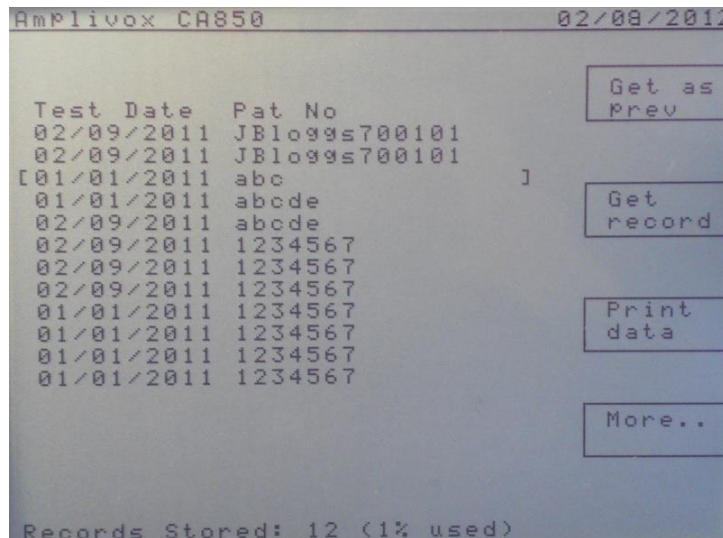 Amplivox CA850 02/08/201
Test Date Pat No
02/09/2011 JBloggs700101
02/09/2011 JBloggs700101
[01/01/2011 abc ]
01/01/2011 abcde
02/09/2011 abcde
02/09/2011 1234567
02/09/2011 1234567
02/09/2011 1234567
01/01/2011 1234567
01/01/2011 1234567
01/01/2011 1234567
01/01/2011 1234567
Get as
prev
Get
record
Print
data
More..
Records Stored: 12 (1% used)